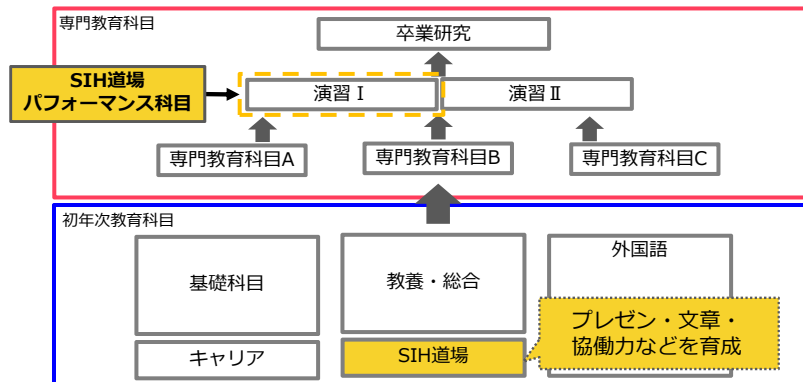 専門教育科目
卒業研究
SIH道場
パフォーマンス科目
演習Ⅰ
演習Ⅱ
専門教育科目A
専門教育科目B
専門教育科目C
初年次教育科目
基礎科目
教養・総合
外国語
プレゼン・文章・
協働力などを育成
キャリア
SIH道場